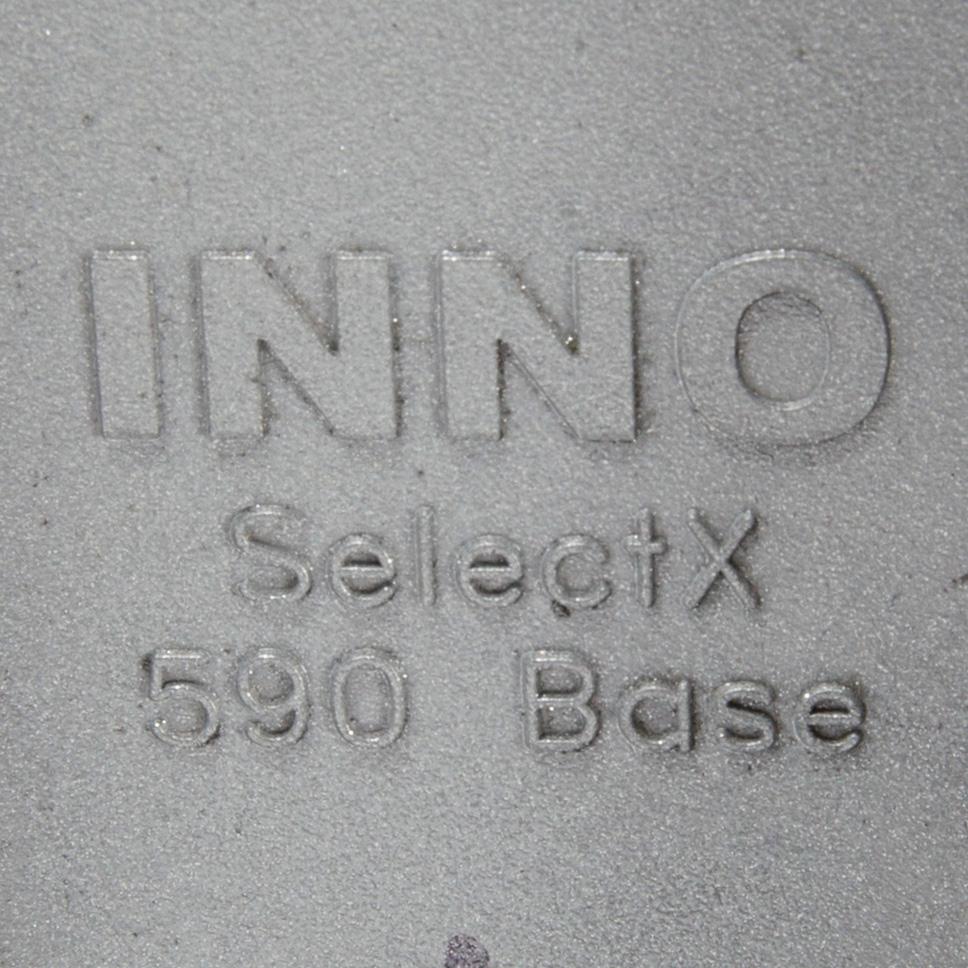 INNO
SelectX
590 Base